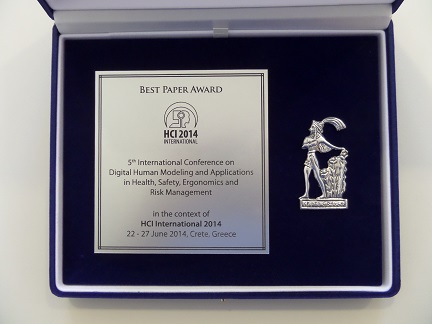 BEST PAPER AWARD
HCI 2014
INTERNATIONAL
5th International Conference on
Digital Human Modeling and Applications
in Health, Safety, Ergonomics and
Risk Management
in the context of
HCI International 2014
22 - 27 June 2014, Crete, Greece